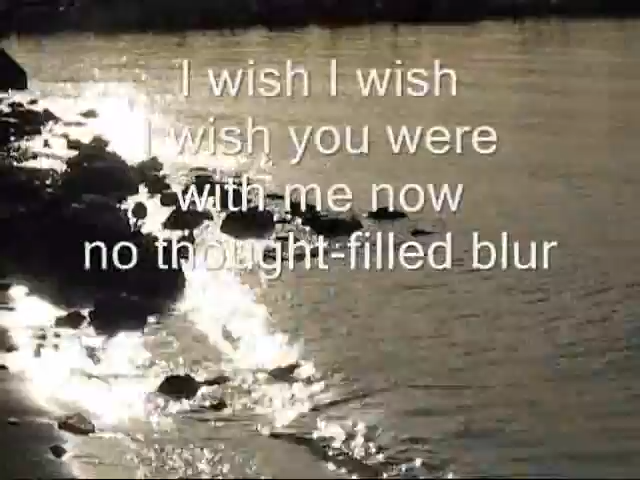 I wish I wish
I wish you were
with me now
no thought-filled blur